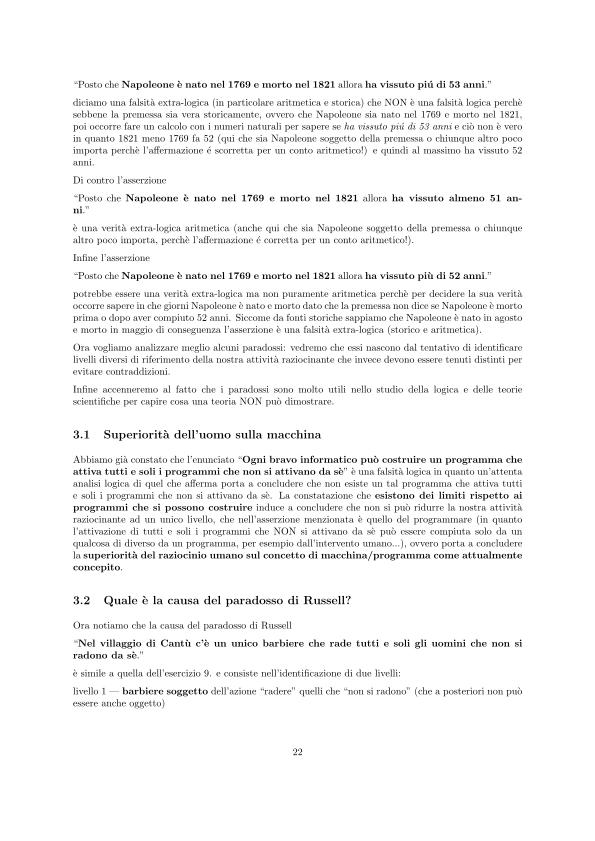 “Posto che Napoleone è nato nel 1769 e morto nel 1821 allora ha vissuto piú di 53 anni.”
diciamo una falsità extra-logica (in particolare aritmetica e storica) che NON è una falsità logica perchè
sebbene la premessa sia vera storicamente, ovvero che Napoleone sia nato nel 1769 e morto nel 1821,
poi occorre fare un calcolo con i numeri naturali per sapere se ha vissuto piú di 53 anni e ciò non è vero
in quanto 1821 meno 1769 fa 52 (qui che sia Napoleone soggetto della premessa o chiunque altro poco
importa perchè l’affermazione é scorretta per un conto aritmetico!) e quindi al massimo ha vissuto 52
anni.
Di contro l’asserzione
“Posto che Napoleone è nato nel 1769 e morto nel 1821 allora ha vissuto almeno 51 an-
ni.”
è una verità extra-logica aritmetica (anche qui che sia Napoleone soggetto della premessa o chiunque
altro poco importa, perchè l’affermazione é corretta per un conto aritmetico!).
Infine l’asserzione
“Posto che Napoleone è nato nel 1769 e morto nel 1821 allora ha vissuto più di 52 anni.”
potrebbe essere una verità extra-logica ma non puramente aritmetica perchè per decidere la sua verità
occorre sapere in che giorni Napoleone è nato e morto dato che la premessa non dice se Napoleone è morto
prima o dopo aver compiuto 52 anni. Siccome da fonti storiche sappiamo che Napoleone è nato in agosto
e morto in maggio di conseguenza l’asserzione è una falsità extra-logica (storico e aritmetica).
Ora vogliamo analizzare meglio alcuni paradossi: vedremo che essi nascono dal tentativo di identificare
livelli diversi di riferimento della nostra attività raziocinante che invece devono essere tenuti distinti per
evitare contraddizioni.
Infine accenneremo al fatto che i paradossi sono molto utili nello studio della logica e delle teorie
scientifiche per capire cosa una teoria NON può dimostrare.
3.1 Superiorità dell’uomo sulla macchina
Abbiamo già constato che l’enunciato “Ogni bravo informatico può costruire un programma che
attiva tutti e soli i programmi che non si attivano da sè” è una falsità logica in quanto un’attenta
analisi logica di quel che afferma porta a concludere che non esiste un tal programma che attiva tutti
e soli i programmi che non si attivano da sè. La constatazione che esistono dei limiti rispetto ai
programmi che si possono costruire induce a concludere che non si può ridurre la nostra attività
raziocinante ad un unico livello, che nell’asserzione menzionata è quello del programmare (in quanto
l’attivazione di tutti e soli i programmi che NON si attivano da sè può essere compiuta solo da un
qualcosa di diverso da un programma, per esempio dall’intervento umano...), ovvero porta a concludere
la superiorità del raziocinio umano sul concetto di macchina/programma come attualmente
concepito.
3.2 Quale è la causa del paradosso di Russell?
Ora notiamo che la causa del paradosso di Russell
“Nel villaggio di Cantù c’è un unico barbiere che rade tutti e soli gli uomini che non si
radono da sè.”
è simile a quella dell’esercizio 9. e consiste nell’identificazione di due livelli:
livello 1 — barbiere soggetto dell’azione “radere” quelli che “non si radono” (che a posteriori non può
essere anche oggetto)
22